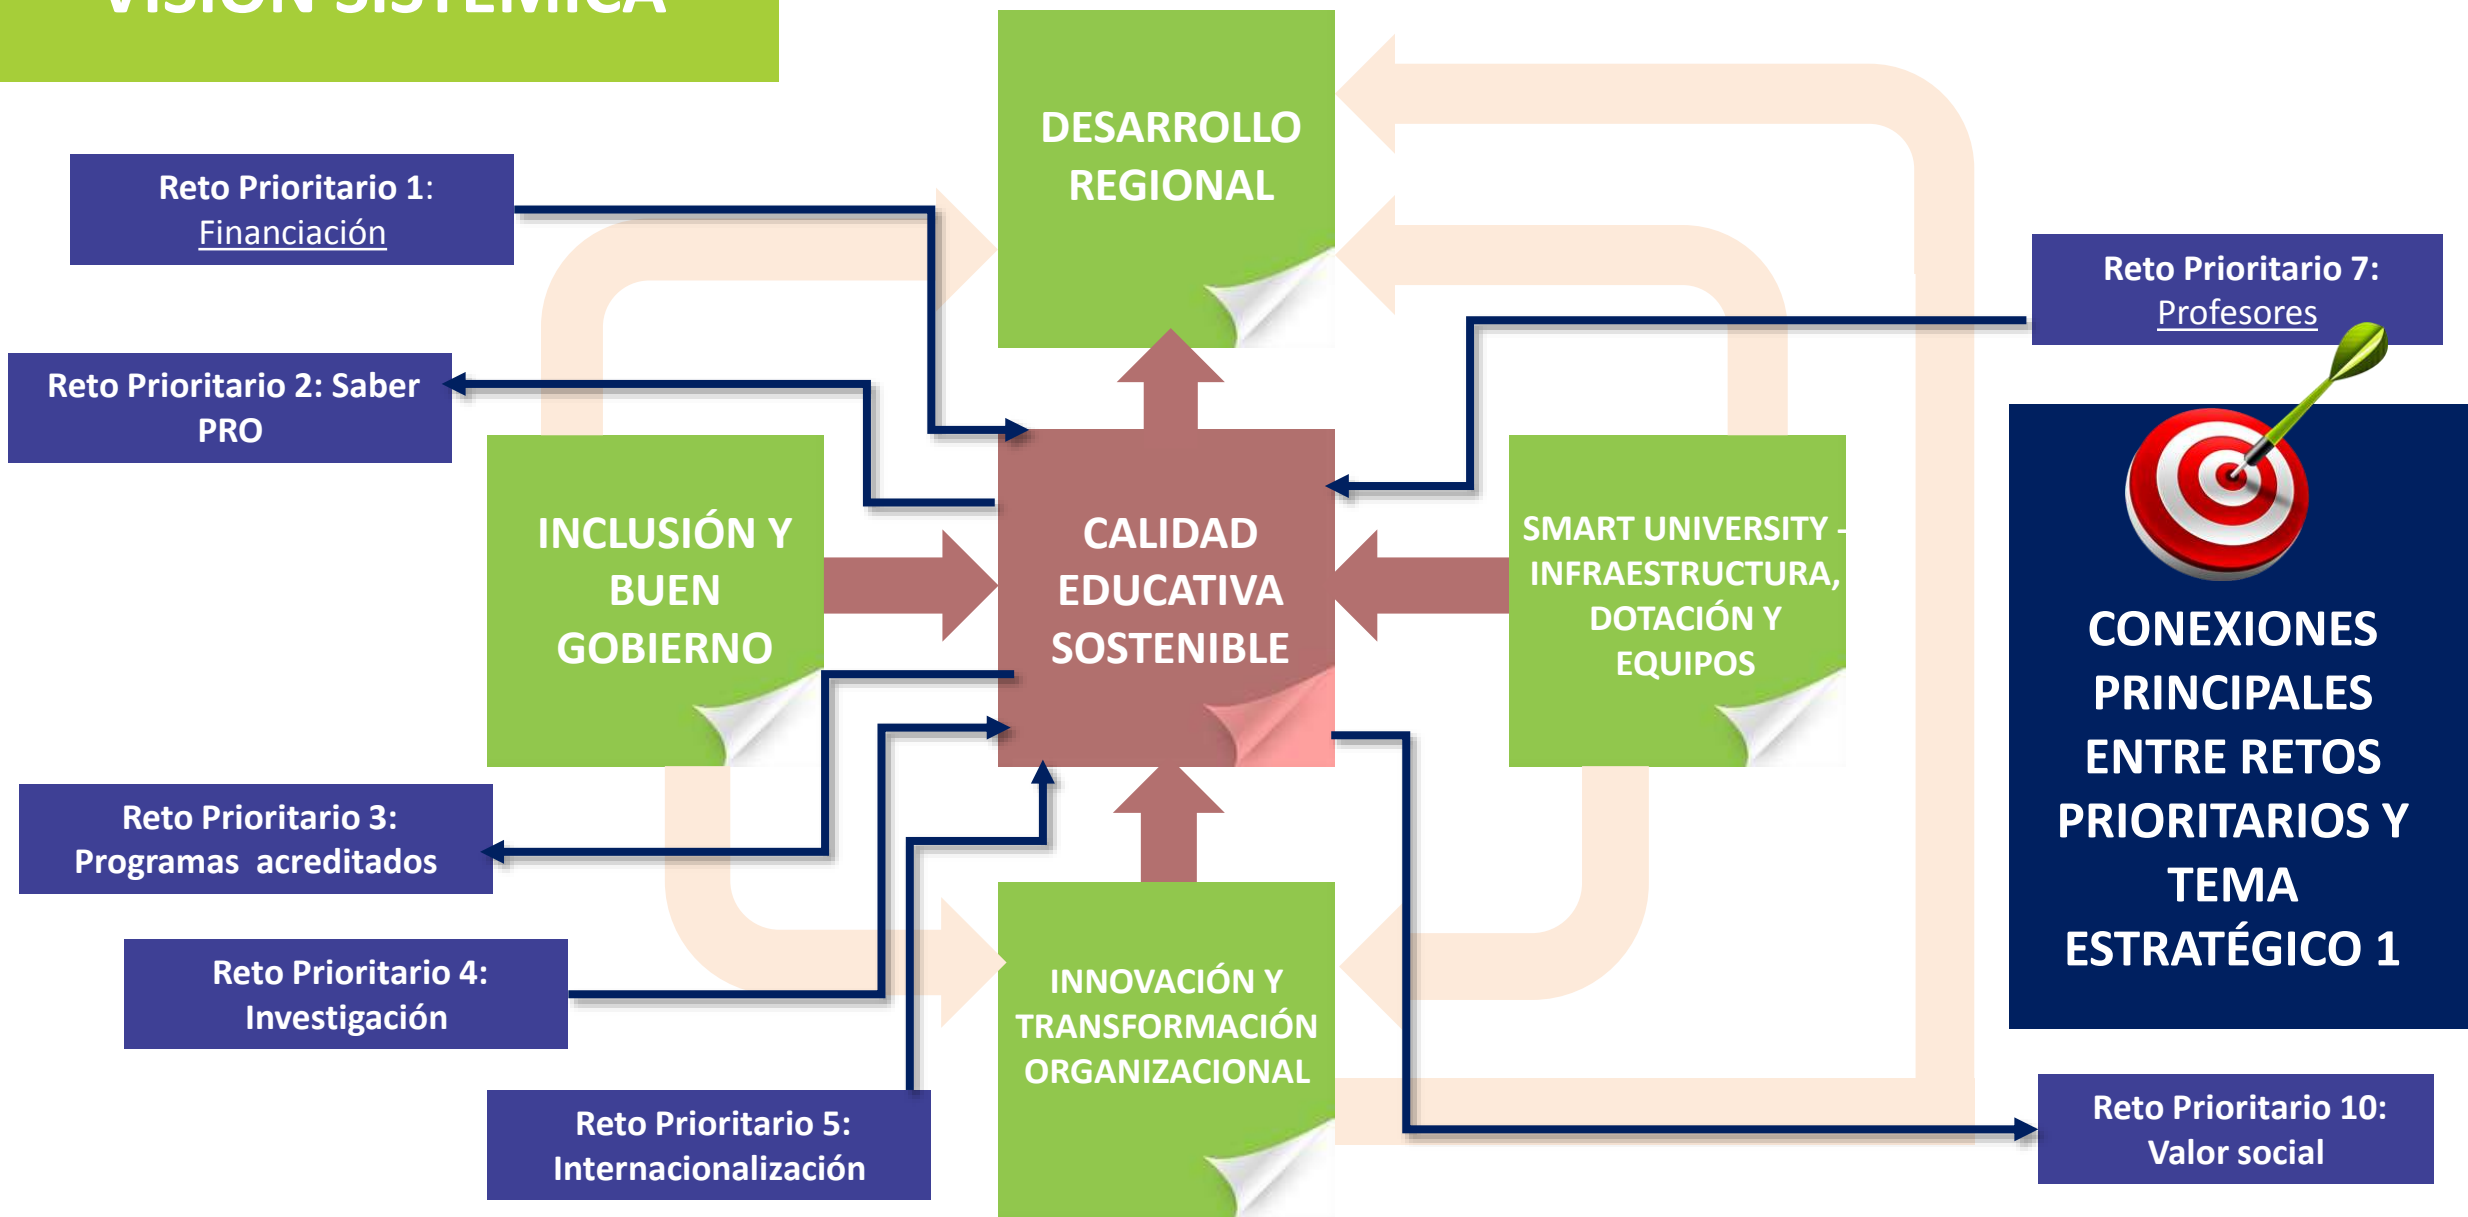 VISIÓN SISTÉMICA
DESARROLLO
REGIONAL
Reto Prioritario 1:
Financiación
Reto Prioritario 7:
Profesores
Reto Prioritario 2: Saber
PRO
INCLUSIÓN Y
BUEN
GOBIERNO
CALIDAD
EDUCATIVA
SOSTENIBLE
SMART UNIVERSITY -
INFRAESTRUCTURA,
DOTACIÓN Y
EQUIPOS
CONEXIONES
PRINCIPALES
ENTRE RETOS
PRIORITARIOS Y
TEMA
ESTRATÉGICO 1
Reto Prioritario 3:
Programas  acreditados
Reto Prioritario 4:
Investigación
INNOVACIÓN Y
TRANSFORMACIÓN
ORGANIZACIONAL
Reto Prioritario 5:
Internacionalización
Reto Prioritario 10:
Valor social